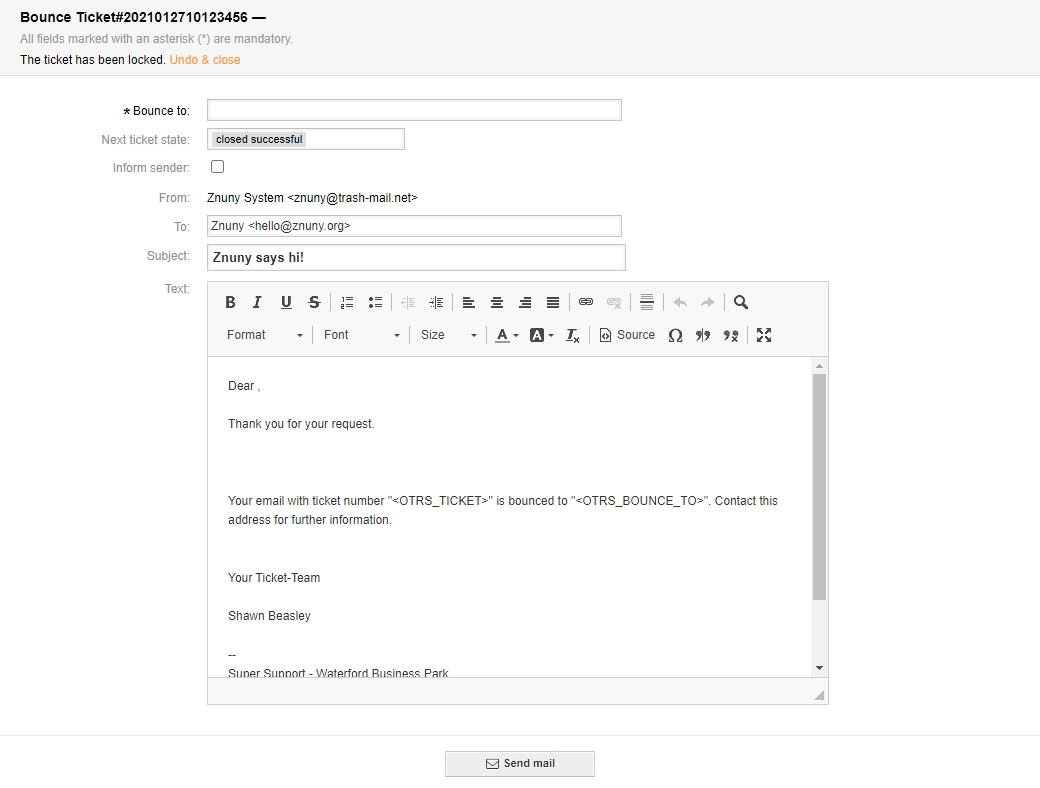 Bounce Ticket#2021012710123456 —
All fields marked with an asterisk (*) are mandatory.
The ticket has been locked. Undo & close
* Bounce to:
Next ticket state: closed successful
Inform sender:
From: Znuny System <znuny@trash-mail.net>
To: Znuny <hello@znuny.org>
Subject: Znuny says hi!
Text:
B I U S
Format Font Size A A Tx Source Ω
Dear ,
Thank you for your request.
Your email with ticket number "<OTRS_TICKET>" is bounced to "<OTRS_BOUNCE_TO>". Contact this
address for further information.
Your Ticket-Team
Shawn Beasley
--
Super Support - Waterford Business Park
Send mail